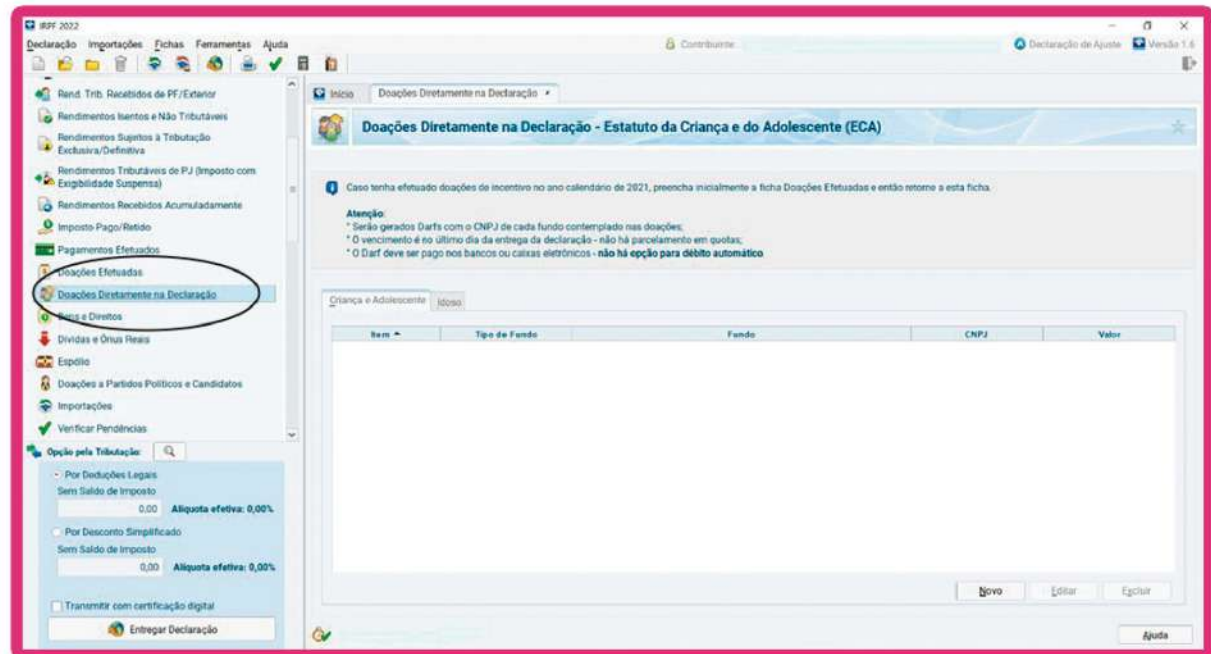 IRPF 2022
Declaração Importações Fichas Ferramentas Ajuda
Contribuinte:
Declaração de Ajuste
Versão 1.6
Rend. Trib. Recebidos de PF/Exterior
Rendimentos Isentos e Não Tributáveis
Rendimentos Sujeitos à Tributação
Exclusiva/Definitiva
Rendimentos Tributáveis de PJ (Imposto com
Exigibilidade Suspensa)
Rendimentos Recebidos Acumuladamente
Imposto Pago/Retido
Pagamentos Efetuados
Doações Efetuadas
Doações Diretamente na Declaração
Bens e Direitos
Dívidas e Ônus Reais
Espólio
Doações a Partidos Políticos e Candidatos
Importações
Verificar Pendências
Opção pela Tributação:
Por Deduções Legais
Sem Saldo de Imposto
0,00 Alíquota efetiva: 0,00%
Por Desconto Simplificado
Sem Saldo de Imposto
0,00 Alíquota efetiva: 0,00%
Transmitir com certificação digital
Entregar Declaração
Início Doações Diretamente na Declaração
Doações Diretamente na Declaração - Estatuto da Criança e do Adolescente (ECA)
Caso tenha efetuado doações de incentivo no ano calendário de 2021, preencha inicialmente a ficha Doações Efetuadas e então retorne a esta ficha.
Atenção:
* Serão gerados Darfs com o CNPJ de cada fundo contemplado nas doações;
* O vencimento é no último dia da entrega da declaração - não há parcelamento em quotas;
* O Darf deve ser pago nos bancos ou caixas eletrônicos - não há opção para débito automático.
Criança e Adolescente Idoso
Item Tipo de Fundo Fundo CNPJ Valor
Novo Editar Excluir
Ajuda